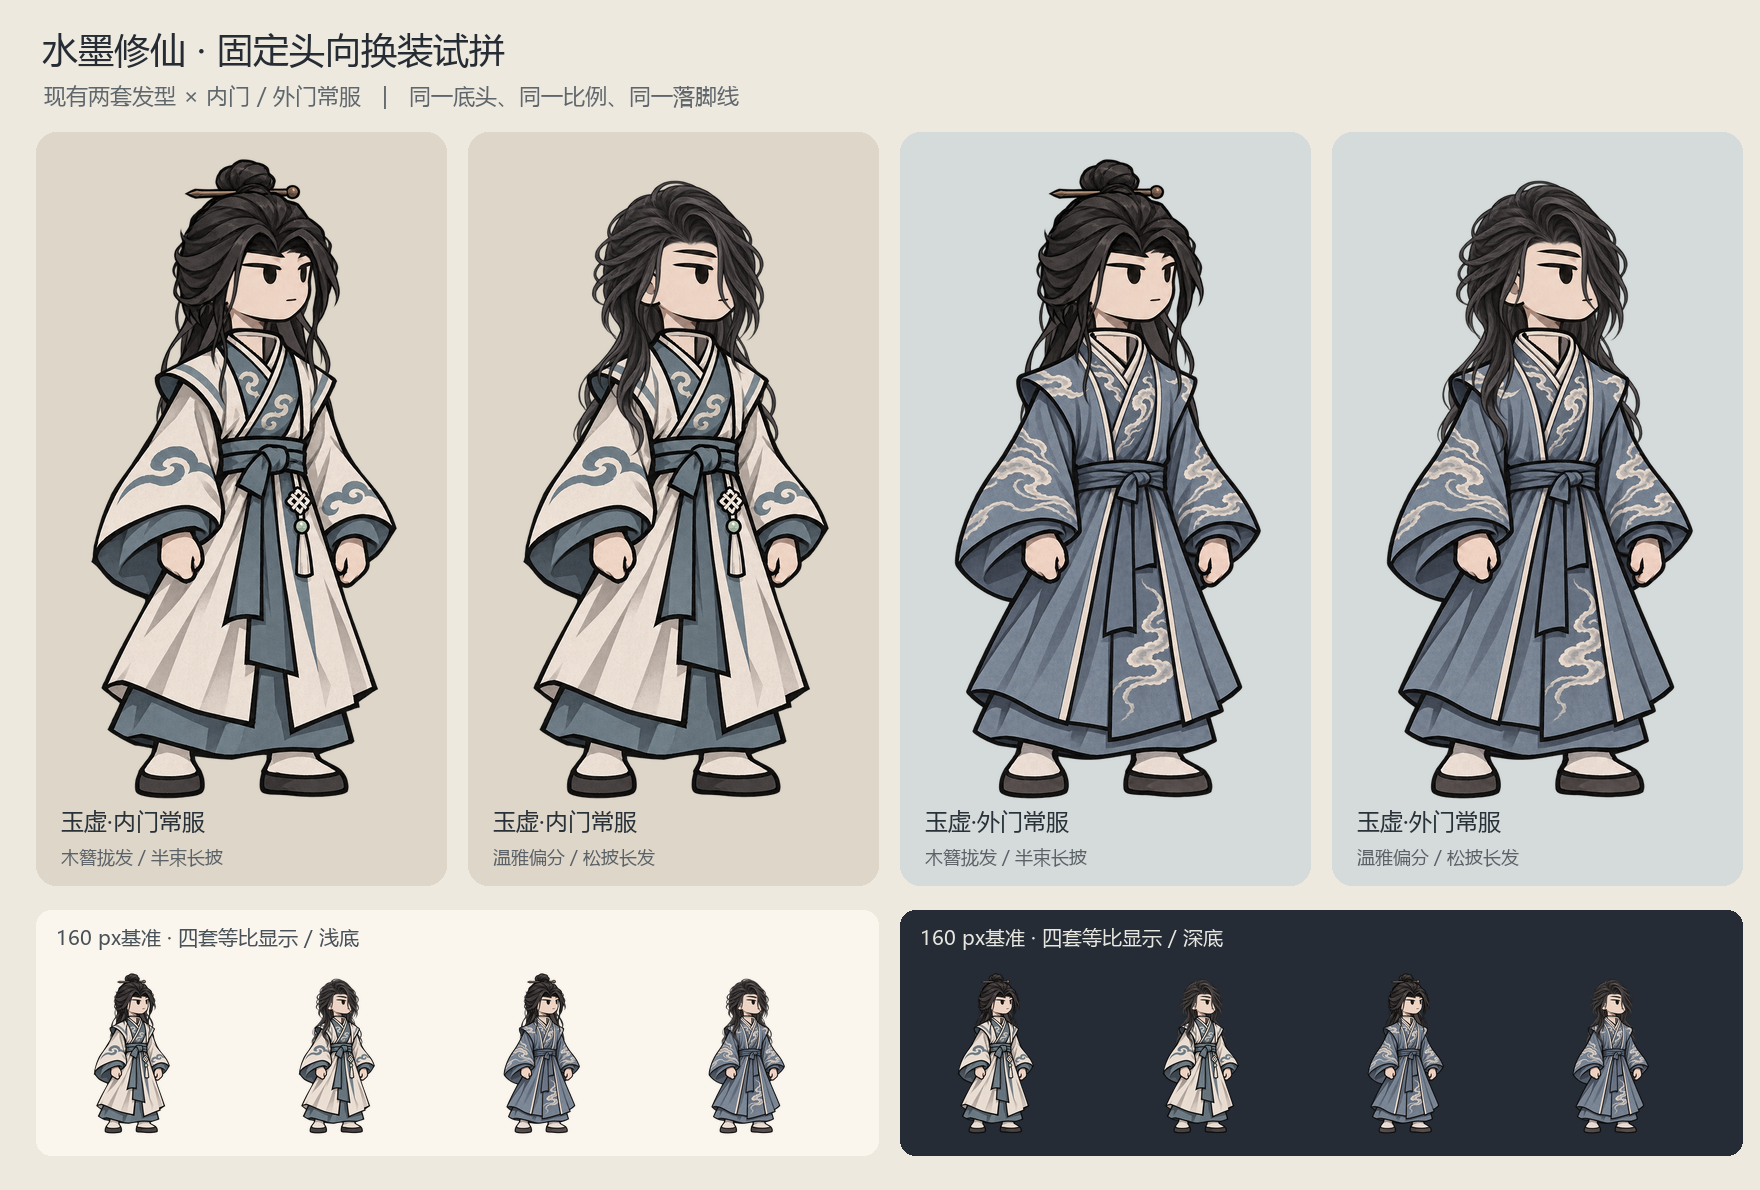 水墨修仙 · 固定头向换装试拼
现有两套发型 × 内门 / 外门常服 | 同一底头、同一比例、同一落脚线
玉虚·内门常服
木簪拢发 / 半束长披
玉虚·内门常服
温雅偏分 / 松披长发
玉虚·外门常服
木簪拢发 / 半束长披
玉虚·外门常服
温雅偏分 / 松披长发
160 px基准 · 四套等比显示 / 浅底
160 px基准 · 四套等比显示 / 深底